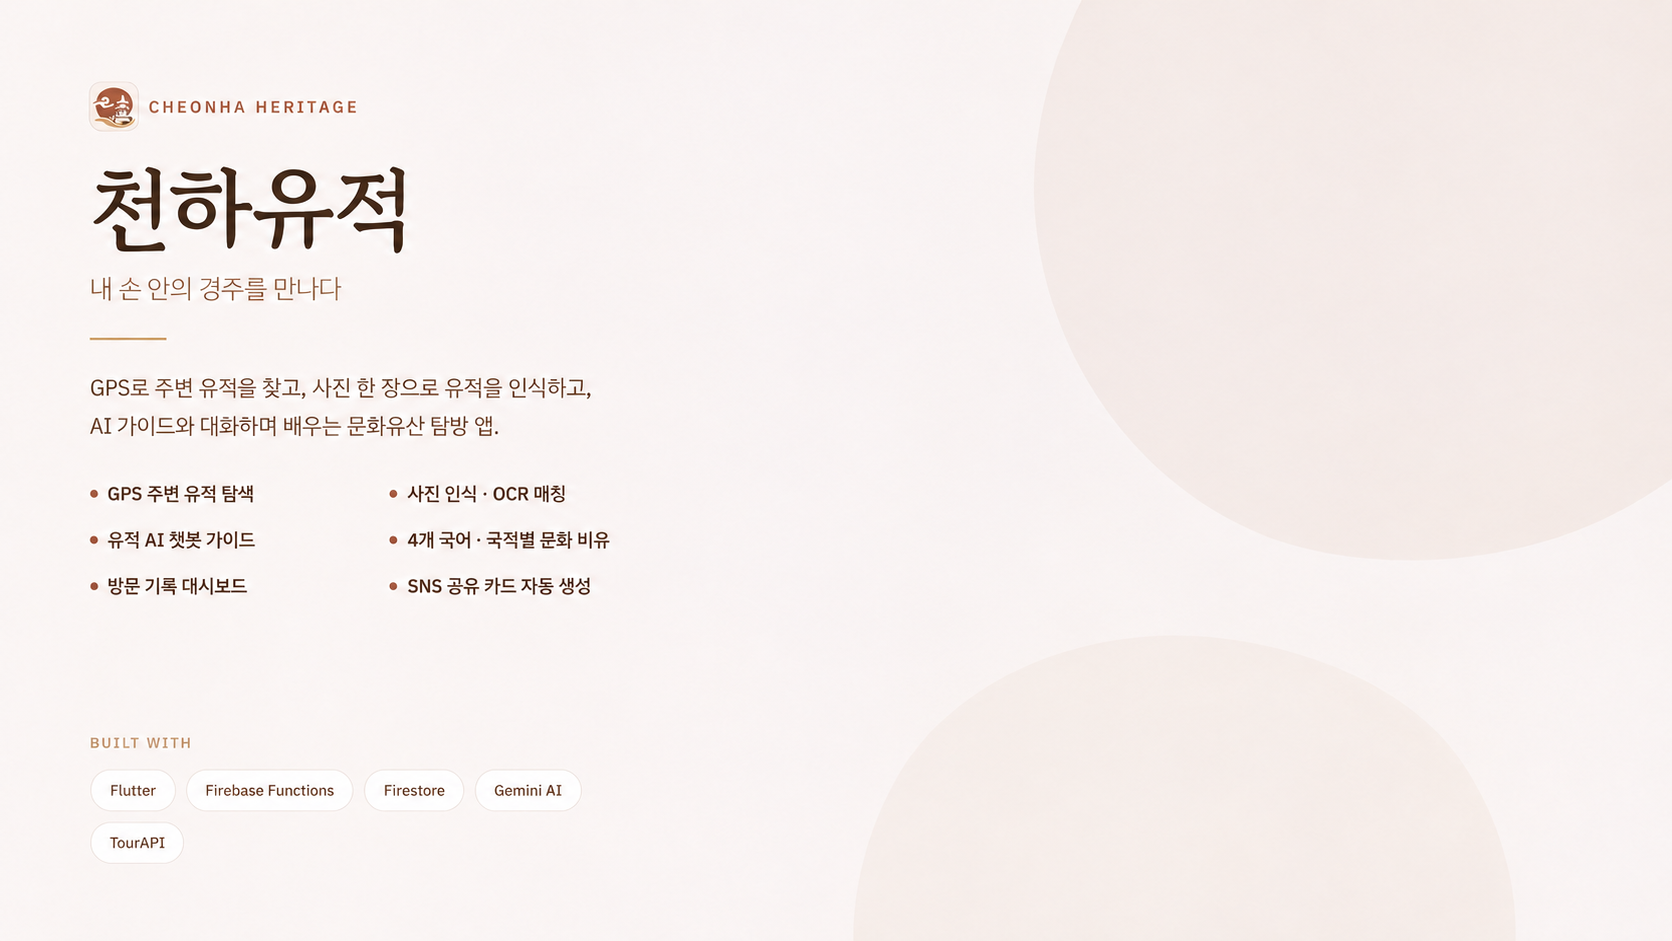 CHEONHA HERITAGE
천하유적
내 손 안의 경주를 만나다
GPS로 주변 유적을 찾고, 사진 한 장으로 유적을 인식하고,
AI 가이드와 대화하며 배우는 문화유산 탐방 앱.
GPS 주변 유적 탐색
사진 인식 · OCR 매칭
유적 AI 챗봇 가이드
4개 국어 · 국적별 문화 비유
방문 기록 대시보드
SNS 공유 카드 자동 생성
BUILT WITH
Flutter
Firebase Functions
Firestore
Gemini AI
TourAPI